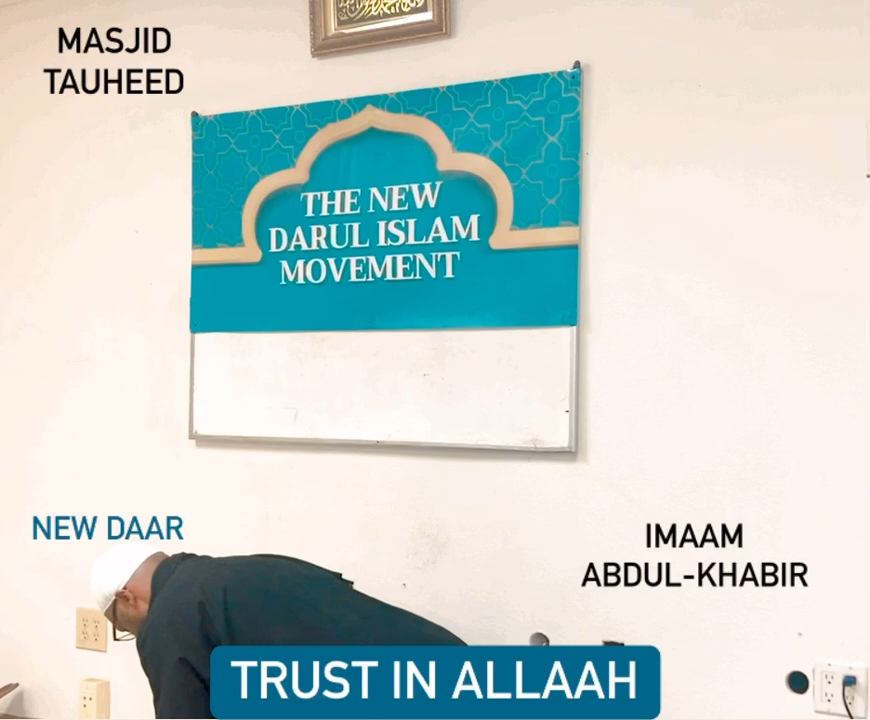 MASJID
TAUHEED
THE NEW
DARUL ISLAM
MOVEMENT
NEW DAAR
IMAAM
ABDUL-KHABIR
TRUST IN ALLAAH